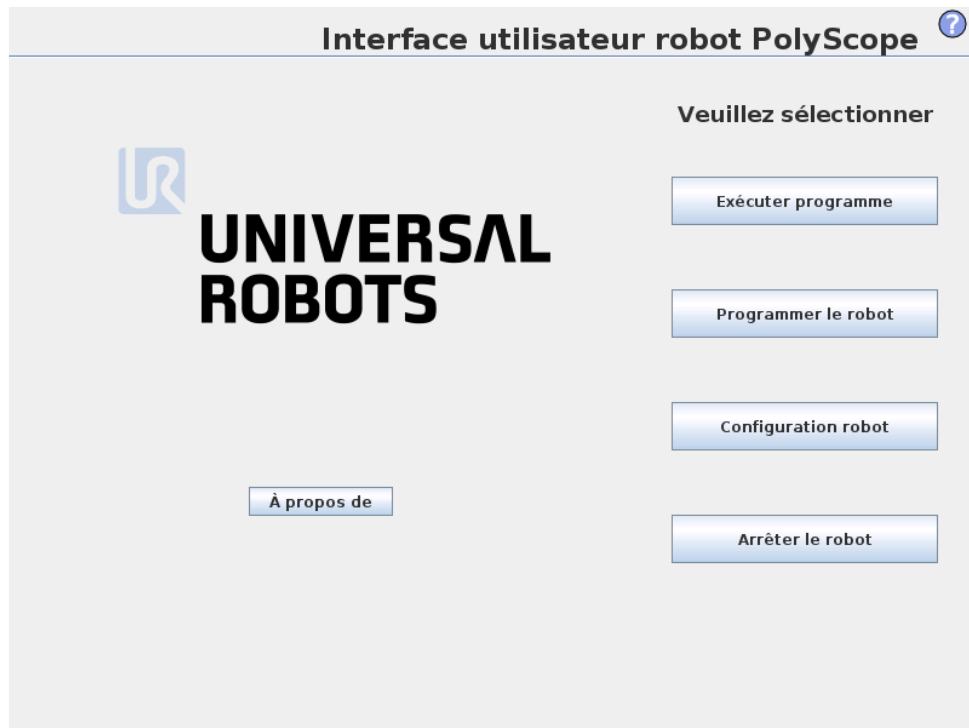 Interface utilisateur robot PolyScope
?
Veuillez sélectionner
UR
UNIVERSAL
ROBOTS
Exécuter programme
Programmer le robot
Configuration robot
À propos de
Arrêter le robot